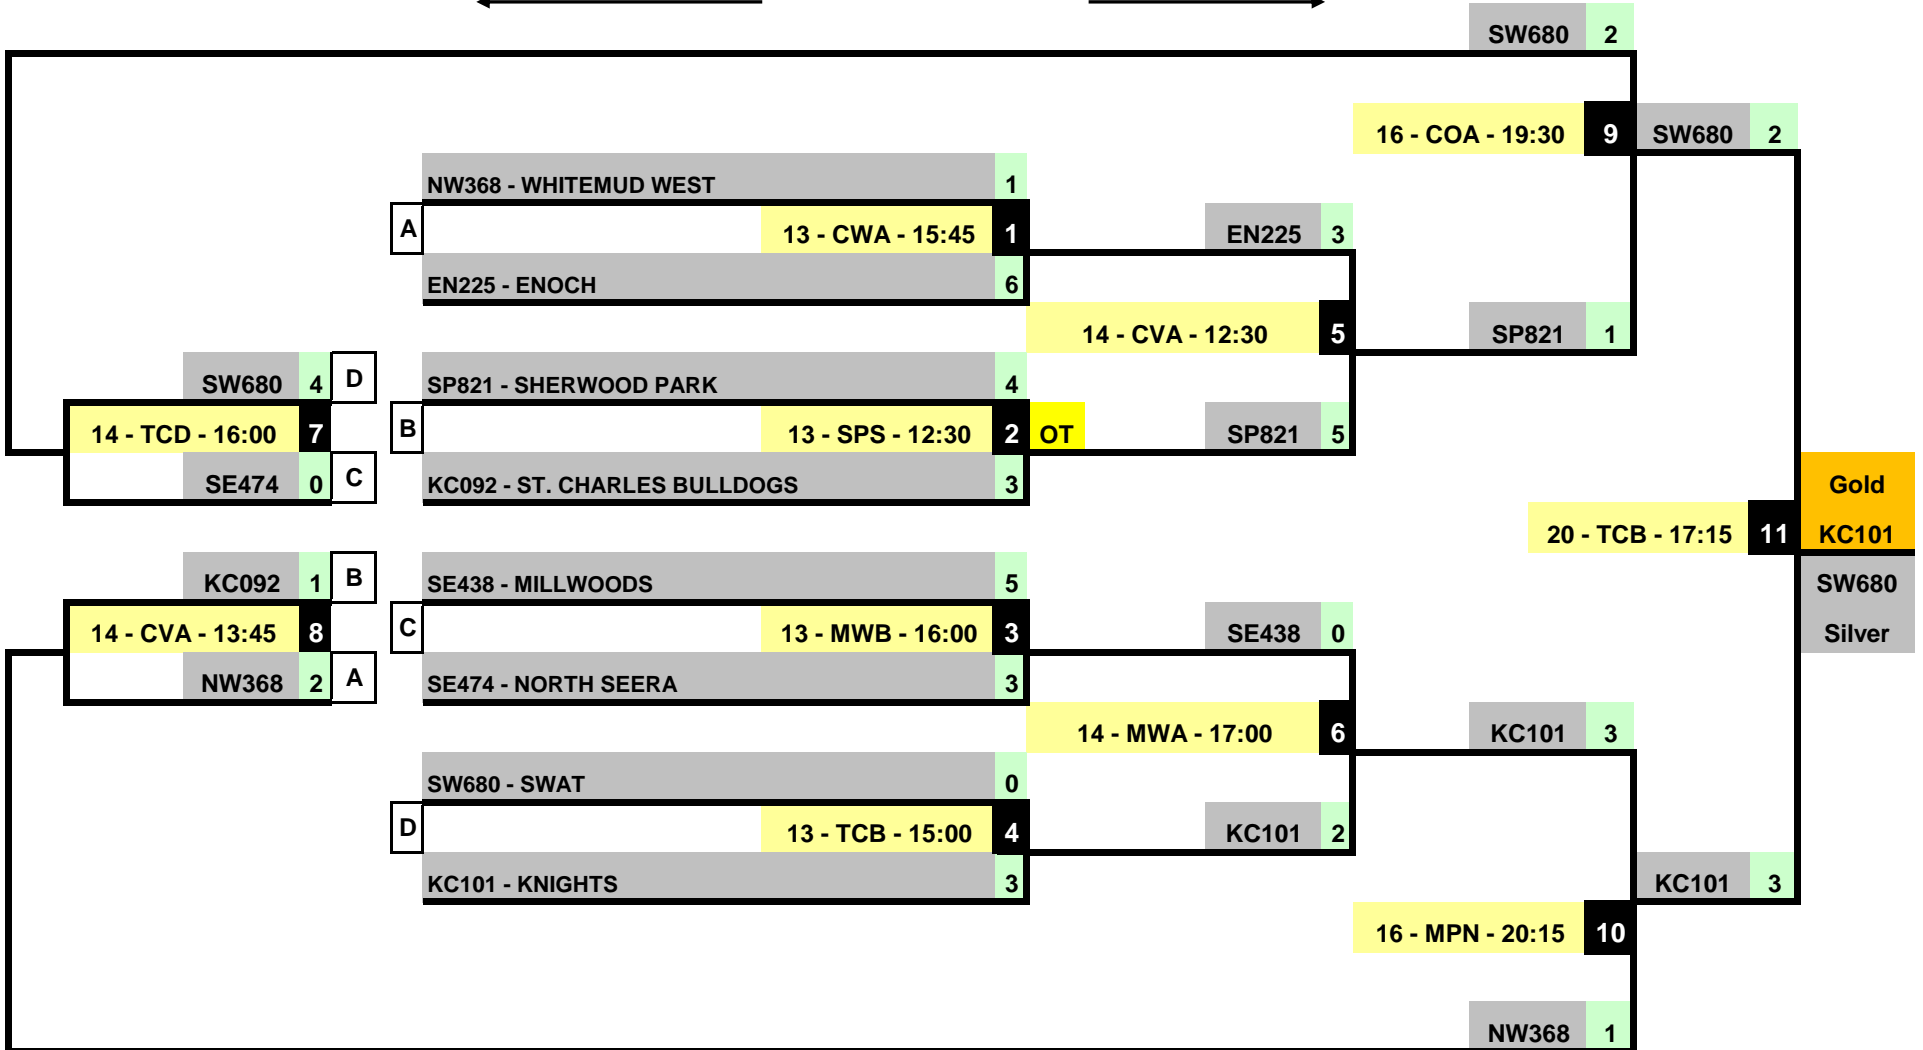 SW680 2
16 - COA - 19:30 9 SW680 2
NW368 - WHITEMUD WEST 1
A 13 - CWA - 15:45 1 EN225 3
EN225 - ENOCH 6
14 - CVA - 12:30 5 SP821 1
SW680 4 D SP821 - SHERWOOD PARK 4
14 - TCD - 16:00 7 B 13 - SPS - 12:30 2 OT SP821 5
SE474 0 C KC092 - ST. CHARLES BULLDOGS 3 Gold
20 - TCB - 17:15 11 KC101
KC092 1 B SE438 - MILLWOODS 5 SW680
14 - CVA - 13:45 8 C 13 - MWB - 16:00 3 SE438 0 Silver
NW368 2 A SE474 - NORTH SEERA 3
14 - MWA - 17:00 6 KC101 3
SW680 - SWAT 0
D 13 - TCB - 15:00 4 KC101 2
KC101 - KNIGHTS 3 KC101 3
16 - MPN - 20:15 10
NW368 1